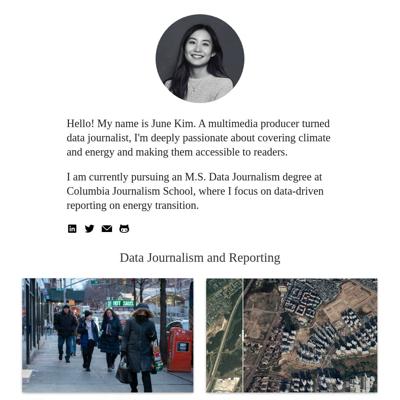 Hello! My name is June Kim. A multimedia producer turned
data journalist, I'm deeply passionate about covering climate
and energy and making them accessible to readers.
I am currently pursuing an M.S. Data Journalism degree at
Columbia Journalism School, where I focus on data-driven
reporting on energy transition.
in
Data Journalism and Reporting